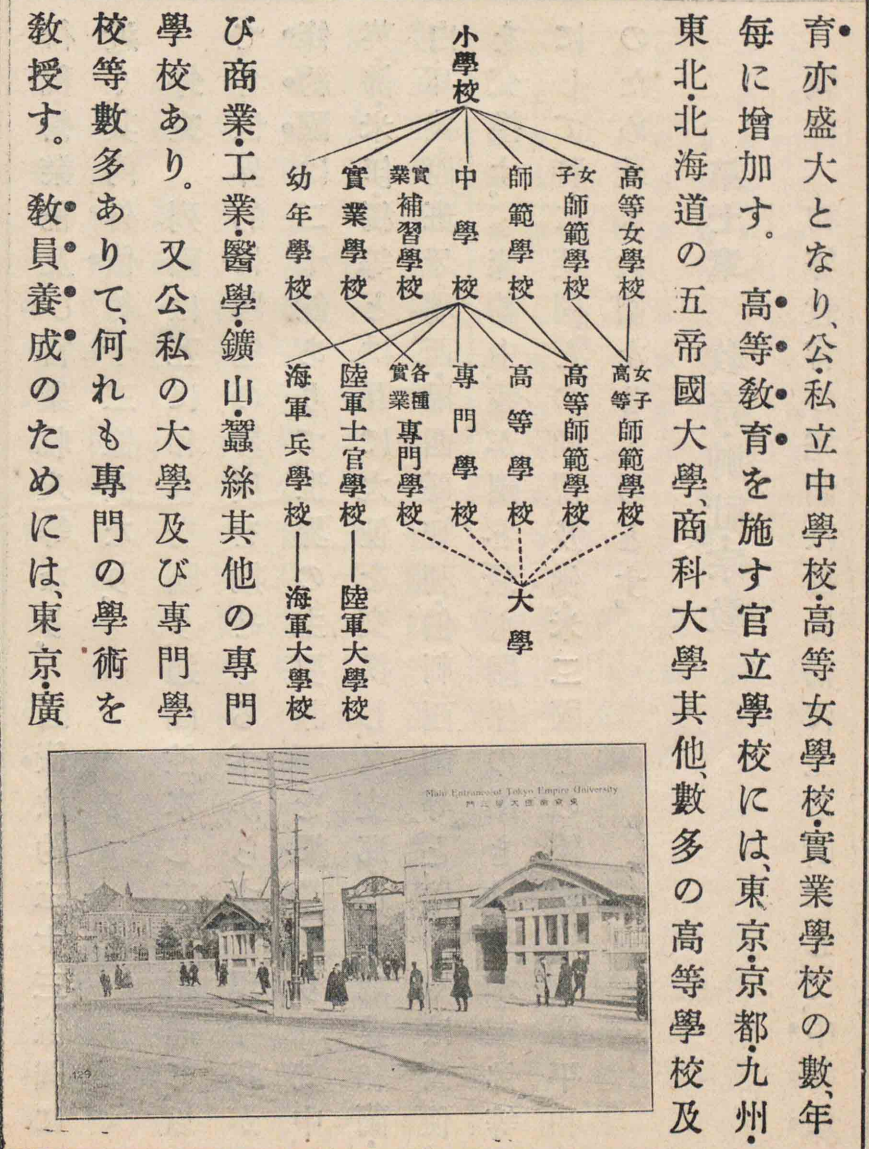 育亦盛大となり、公・私立中學校・高等女學校・實業學校の數、年
每に增加す。高等教育を施す官立學校には、東京・京都・九州・
東北・北海道の五帝國大學、商科大學其他、數多の高等學校及
小學校
高等女學校
女子師範學校
師範學校
中學校
實業補習學校
實業學校
幼年學校
女子高等師範學校
高等師範學校
高等學校
專門學校
各種實業專門學校
陸軍士官學校
海軍兵學校
大學
陸軍大學校
海軍大學校
Main Entrance of Tokyo Empire University
129
び商業・工業・醫學・鑛山・蠶絲其他の專門
學校あり。又公私の大學及び專門學
校等數多ありて、何れも專門の學術を
教授す。教員養成のためには、東京・廣